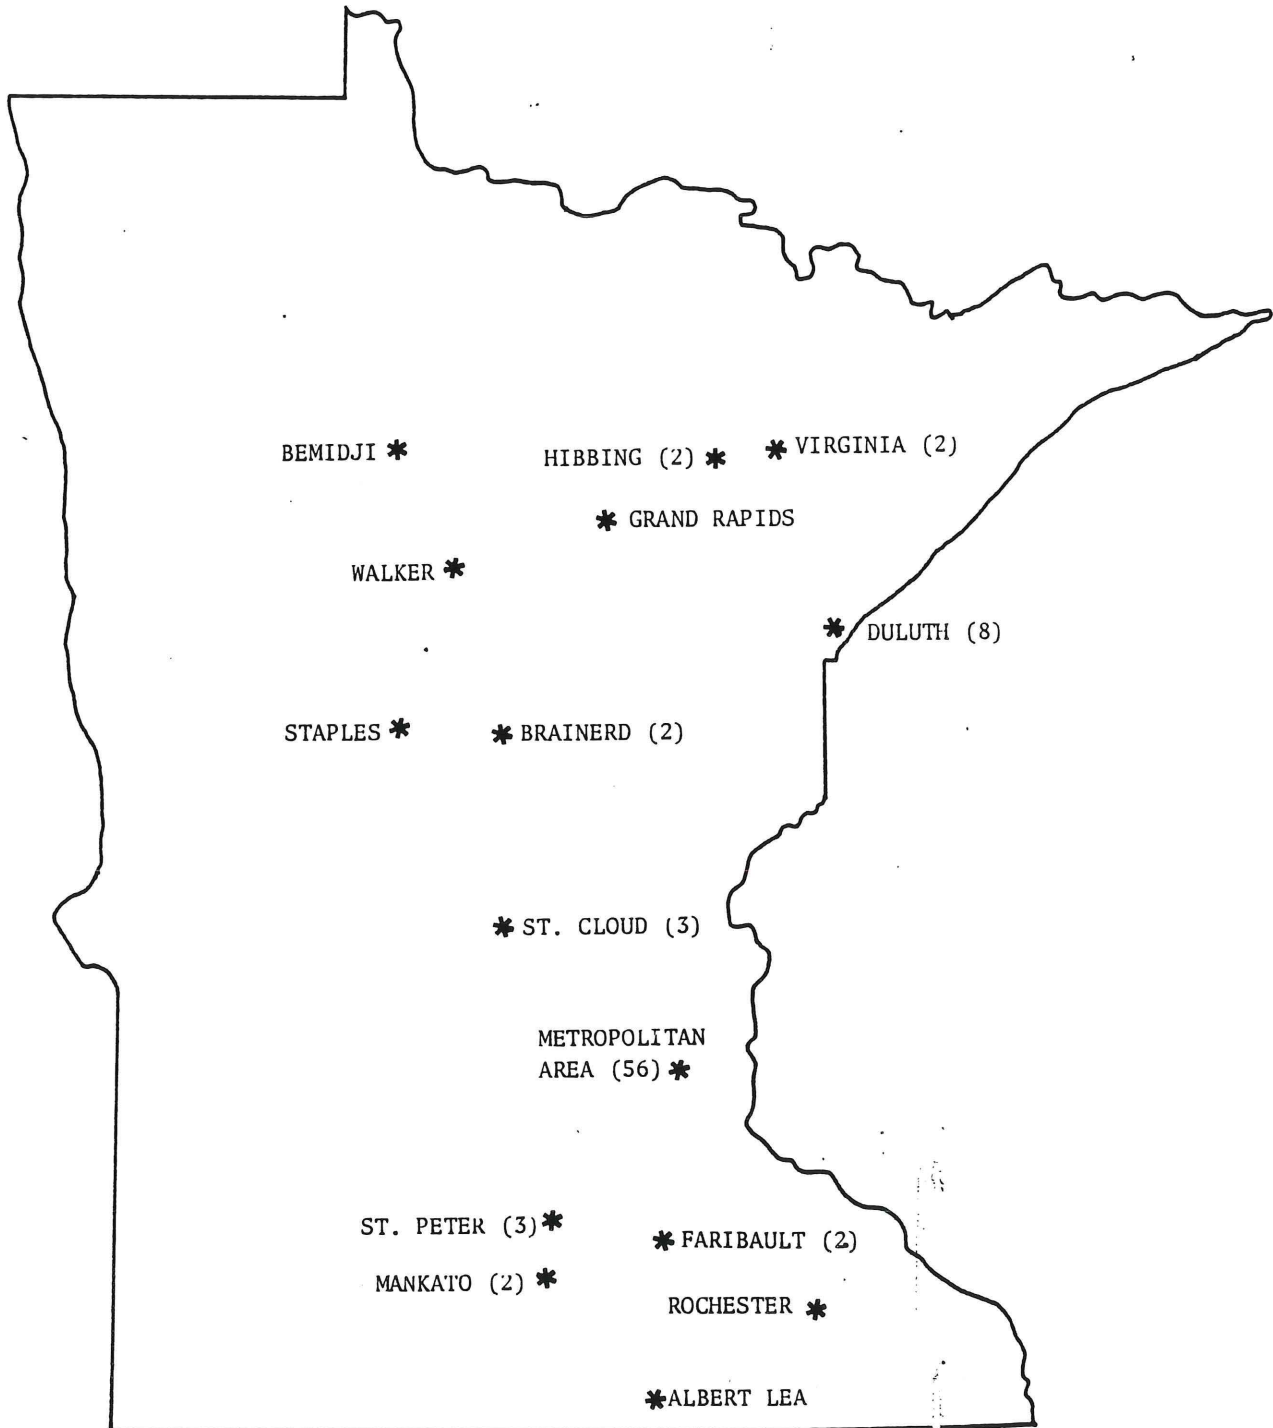 BEMIDJI *
HIBBING (2) *
* VIRGINIA (2)
* GRAND RAPIDS
WALKER *
* DULUTH (8)
STAPLES *
* BRAINERD (2)
* ST. CLOUD (3)
METROPOLITAN
AREA (56) *
ST. PETER (3) *
* FARIBAULT (2)
MANKATO (2) *
ROCHESTER *
* ALBERT LEA